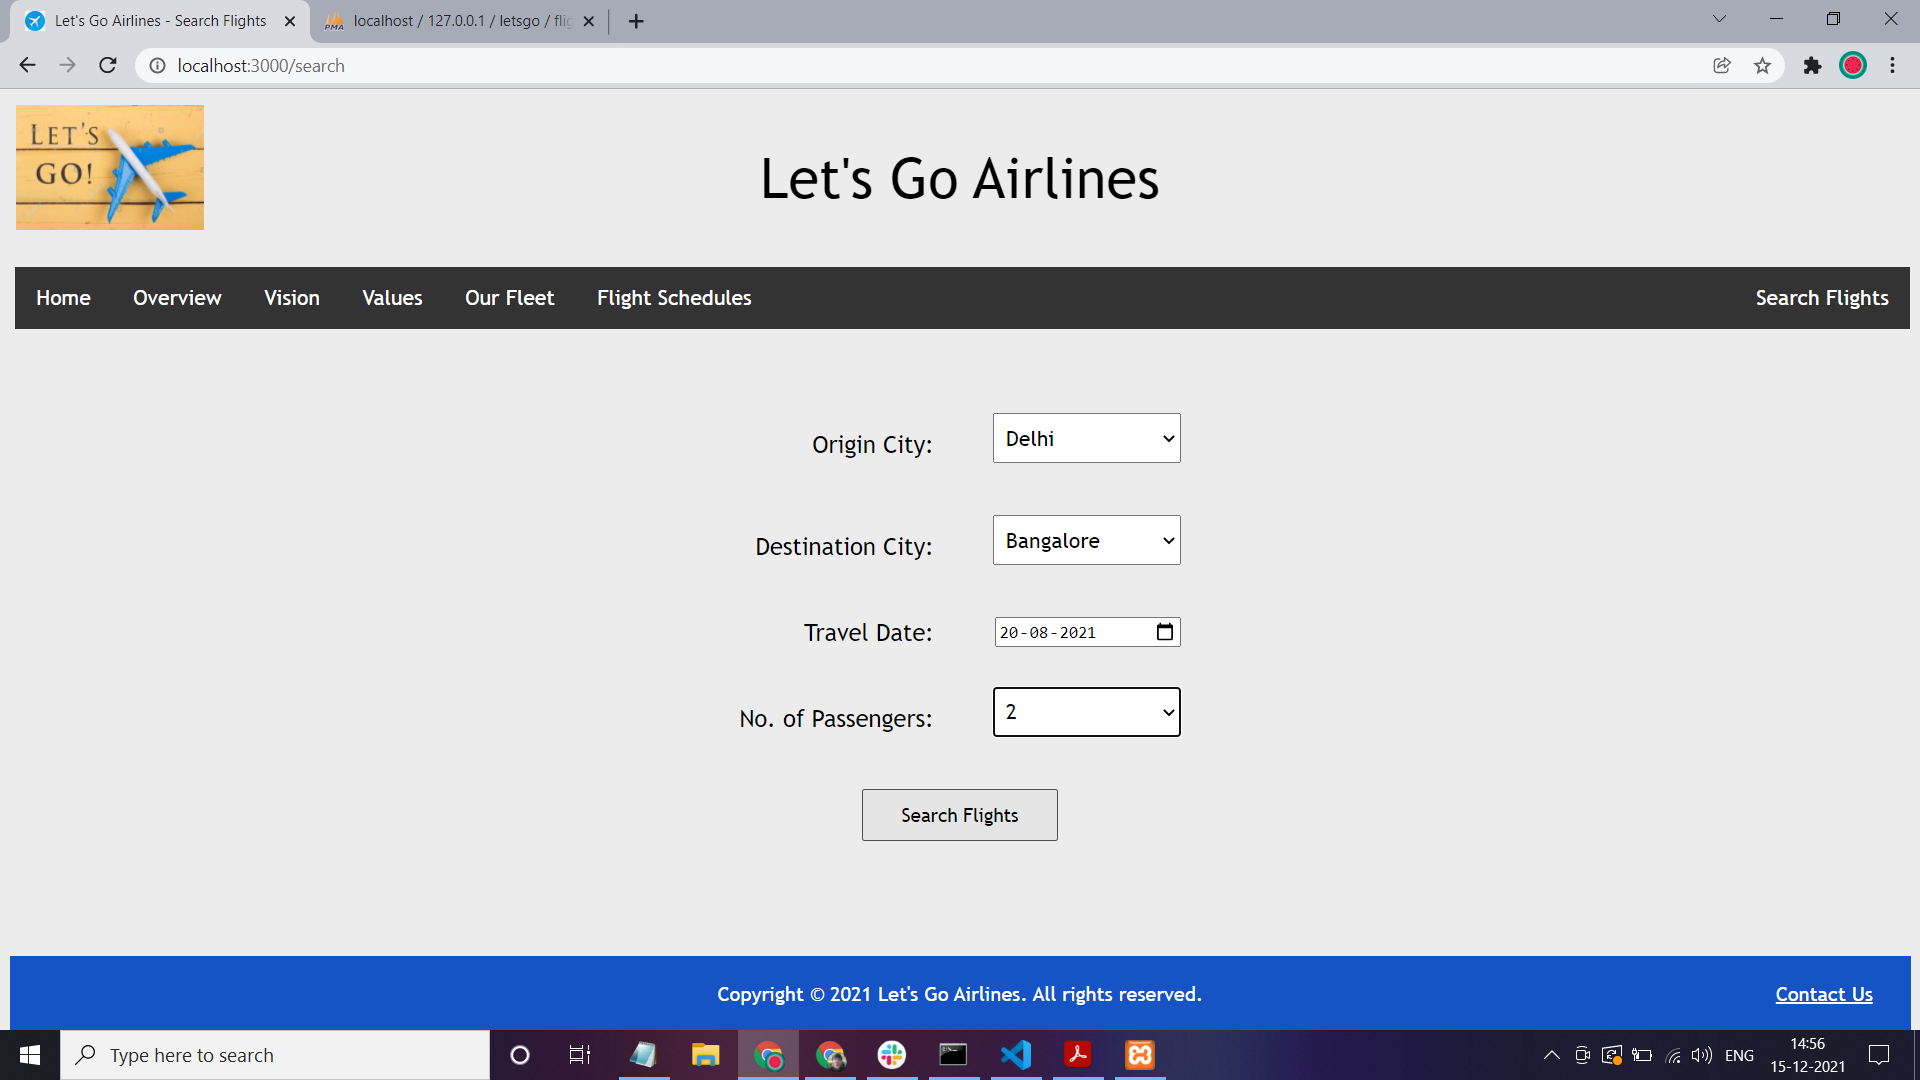 Let's Go Airlines - Search Flights
localhost / 127.0.0.1 / letsgo / flig
PMA
localhost:3000/search
LET'S
GO!
Let's Go Airlines
Home Overview Vision Values Our Fleet Flight Schedules Search Flights
Origin City: Delhi
Destination City: Bangalore
Travel Date: 20-08-2021
No. of Passengers: 2
Search Flights
Copyright © 2021 Let's Go Airlines. All rights reserved. Contact Us
Type here to search
ENG
14:56
15-12-2021